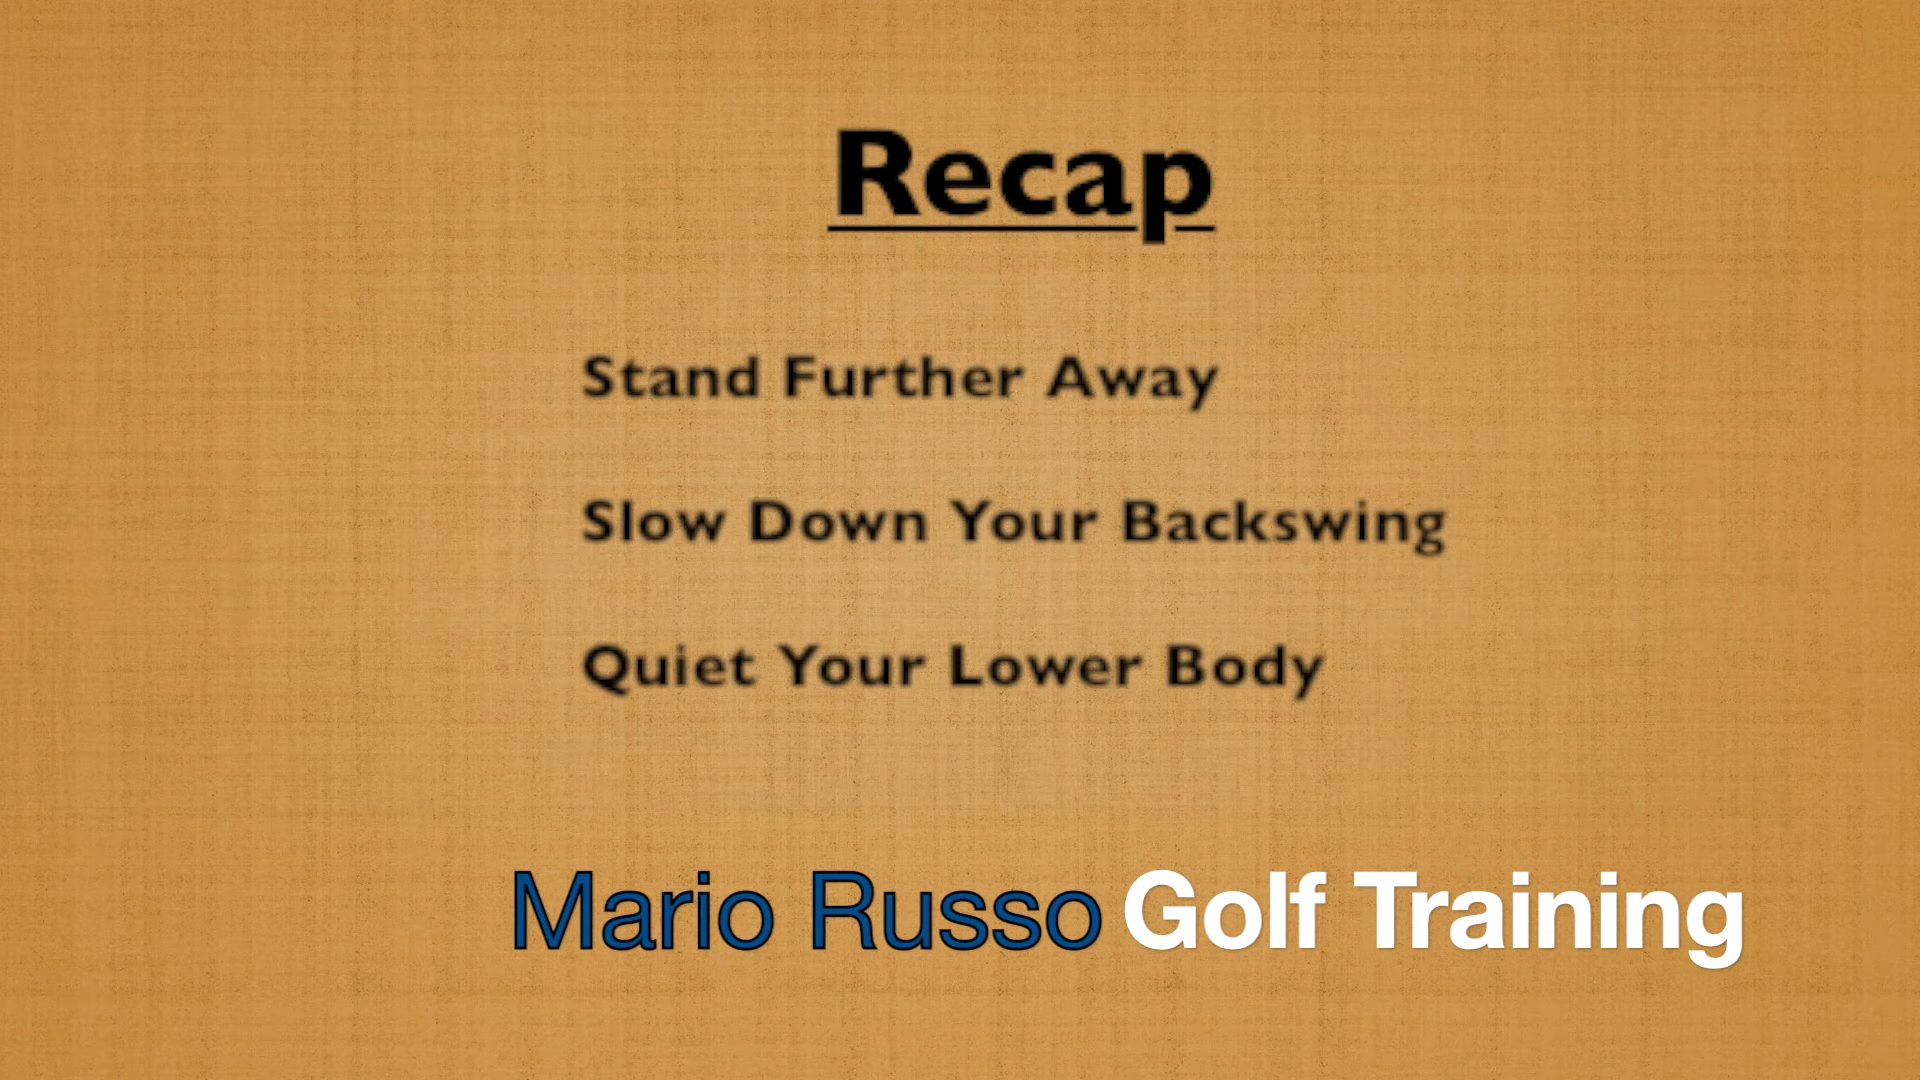 Recap
Stand Further Away
Slow Down Your Backswing
Quiet Your Lower Body
Mario Russo Golf Training